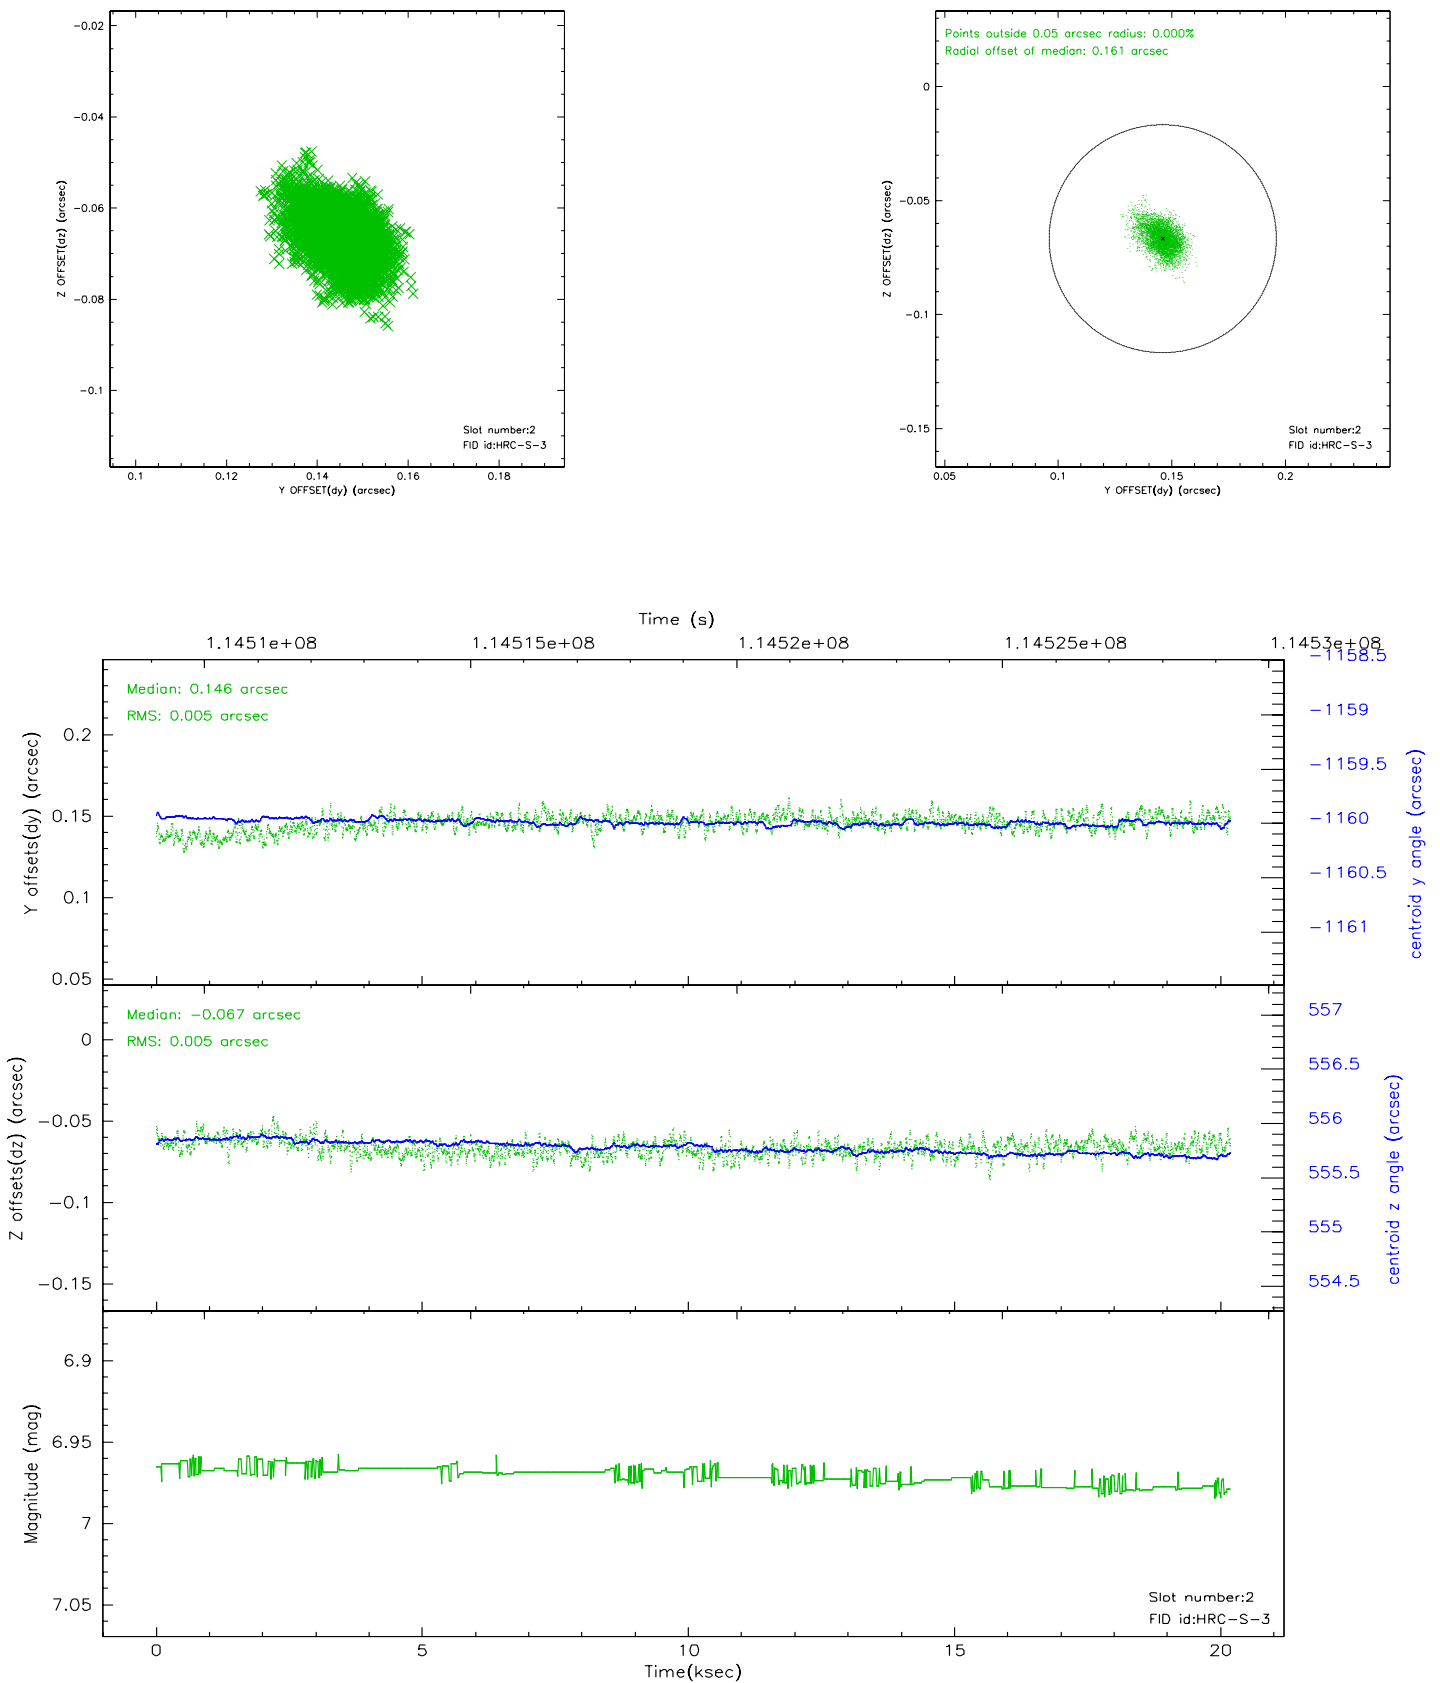 −0.02
−0.04
−0.06
−0.08
−0.1
Z OFFSET(dz) (arcsec)
Slot number:2
FID id:HRC−S−3
0.1 0.12 0.14 0.16 0.18
Y OFFSET(dy) (arcsec)
Points outside 0.05 arcsec radius: 0.000%
Radial offset of median: 0.161 arcsec
0
−0.05
−0.1
−0.15
Z OFFSET(dz) (arcsec)
Slot number:2
FID id:HRC−S−3
0.05 0.1 0.15 0.2
Y OFFSET(dy) (arcsec)
Time (s)
1.1451e+08 1.14515e+08 1.1452e+08 1.14525e+08 1.1453e+08
Median: 0.146 arcsec
RMS: 0.005 arcsec
0.2
0.15
0.1
0.05
Y offsets(dy) (arcsec)
−1158.5
−1159
−1159.5
−1160
−1160.5
−1161
centroid y angle (arcsec)
Median: −0.067 arcsec
RMS: 0.005 arcsec
0
−0.05
−0.1
−0.15
Z offsets(dz) (arcsec)
557
556.5
556
555.5
555
554.5
centroid z angle (arcsec)
6.9
6.95
7
7.05
Magnitude (mag)
Slot number:2
FID id:HRC−S−3
0 5 10 15 20
Time(ksec)